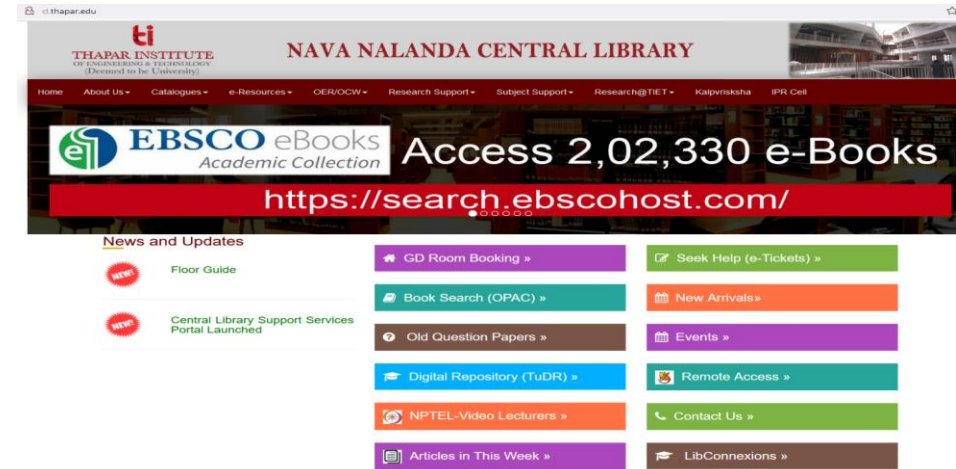 cl.thapar.edu
ti
THAPAR INSTITUTE
OF ENGINEERING & TECHNOLOGY
(Deemed to be University)
NAVA NALANDA CENTRAL LIBRARY
Home About Us Catalogues e-Resources OER/OCW Research Support Subject Support Research@TIET Kalpvrisksha IPR Cell
EBSCO eBooks
Academic Collection
Access 2,02,330 e-Books
https://search.ebscohost.com/
News and Updates
NEW! Floor Guide
NEW! Central Library Support Services
Portal Launched
GD Room Booking »
Seek Help (e-Tickets) »
Book Search (OPAC) »
New Arrivals»
Old Question Papers »
Events »
Digital Repository (TuDR) »
Remote Access »
NPTEL-Video Lecturers »
Contact Us »
Articles in This Week »
LibConnexions »